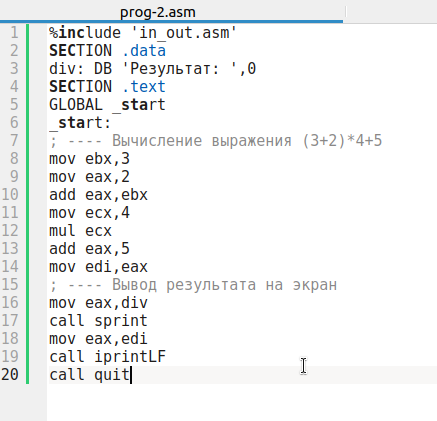 prog-2.asm
1 %include 'in_out.asm'
2 SECTION .data
3 div: DB 'Результат: ',0
4 SECTION .text
5 GLOBAL _start
6 _start:
7 ; ---- Вычисление выражения (3+2)*4+5
8 mov ebx,3
9 mov eax,2
10 add eax,ebx
11 mov ecx,4
12 mul ecx
13 add eax,5
14 mov edi,eax
15 ; ---- Вывод результата на экран
16 mov eax,div
17 call sprint
18 mov eax,edi
19 call iprintLF
20 call quit